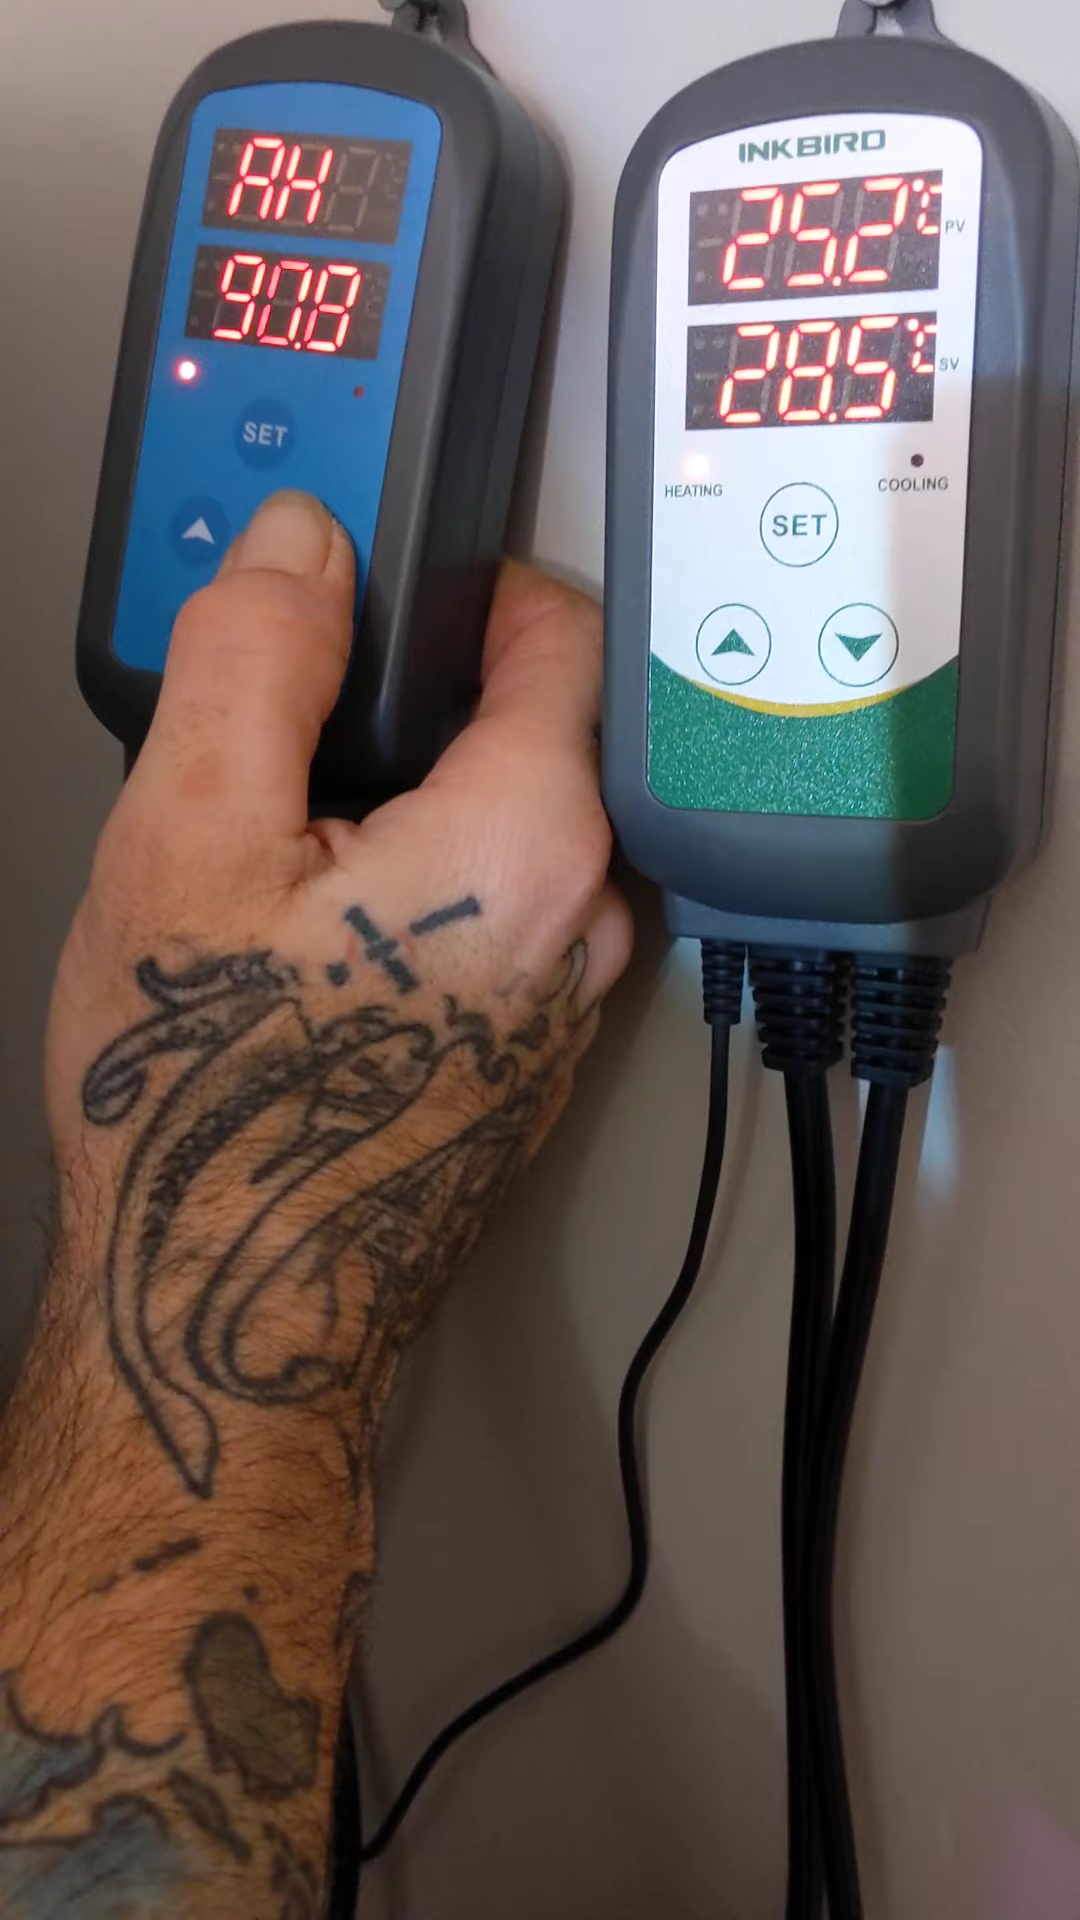 AH
90.8
SET
INKBIRD
25.2°C PV
28.5°C SV
HEATING
COOLING
SET